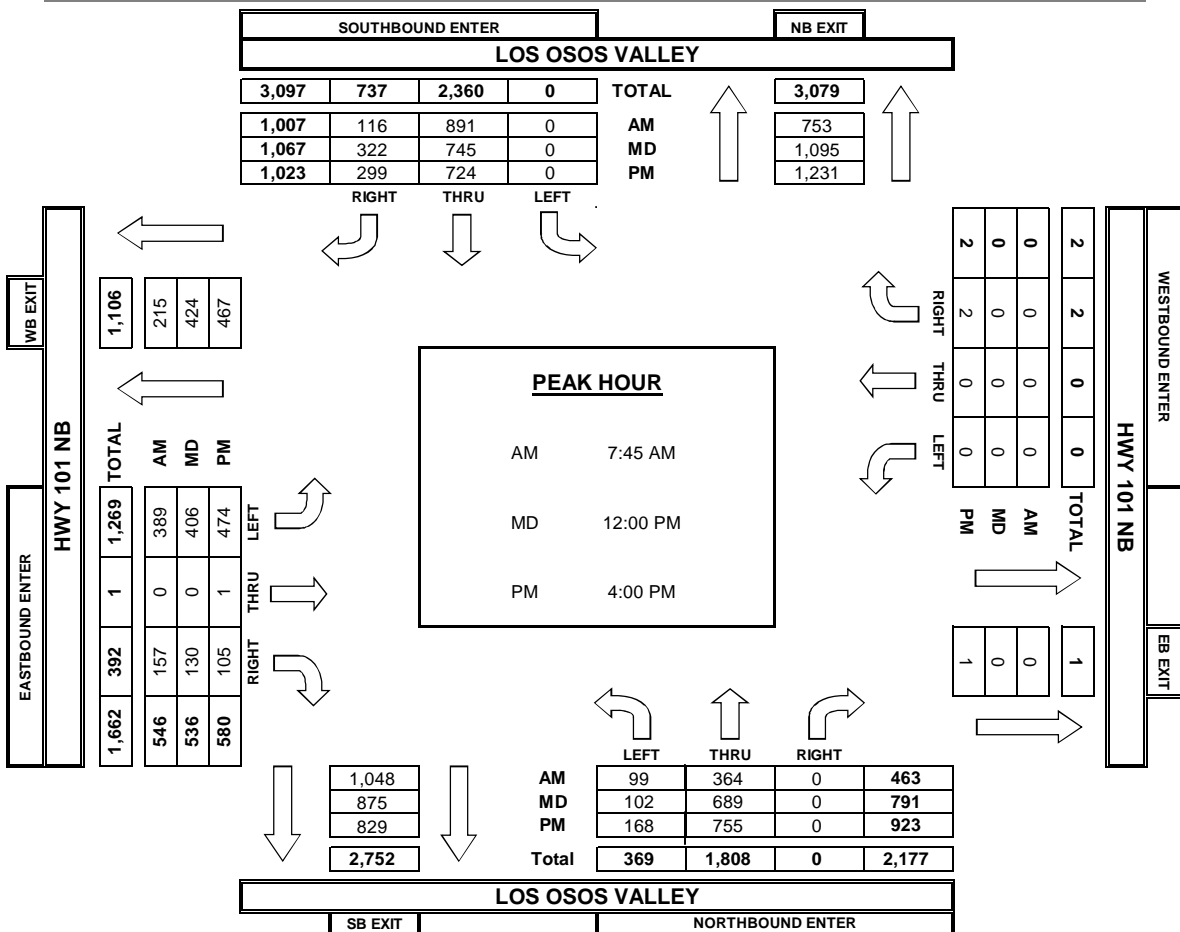 SOUTHBOUND ENTER NB EXIT
LOS OSOS VALLEY
3,097 737 2,360 0 TOTAL 3,079
1,007 116 891 0 AM 753
1,067 322 745 0 MD 1,095
1,023 299 724 0 PM 1,231
RIGHT THRU LEFT
WB EXIT
HWY 101 NB
EASTBOUND ENTER
1,106 215 424 467
TOTAL AM MD PM
1,269 389 406 474 LEFT
1 0 0 1 THRU
392 157 130 105 RIGHT
1,662 546 536 580
PEAK HOUR
AM 7:45 AM
MD 12:00 PM
PM 4:00 PM
2 0 0 2
RIGHT 2 0 0 2
THRU 0 0 0 0
LEFT 0 0 0 0
PM MD AM TOTAL
1 0 0 1
HWY 101 NB
WESTBOUND ENTER
EB EXIT
LEFT THRU RIGHT
1,048 AM 99 364 0 463
875 MD 102 689 0 791
829 PM 168 755 0 923
2,752 Total 369 1,808 0 2,177
LOS OSOS VALLEY
SB EXIT NORTHBOUND ENTER